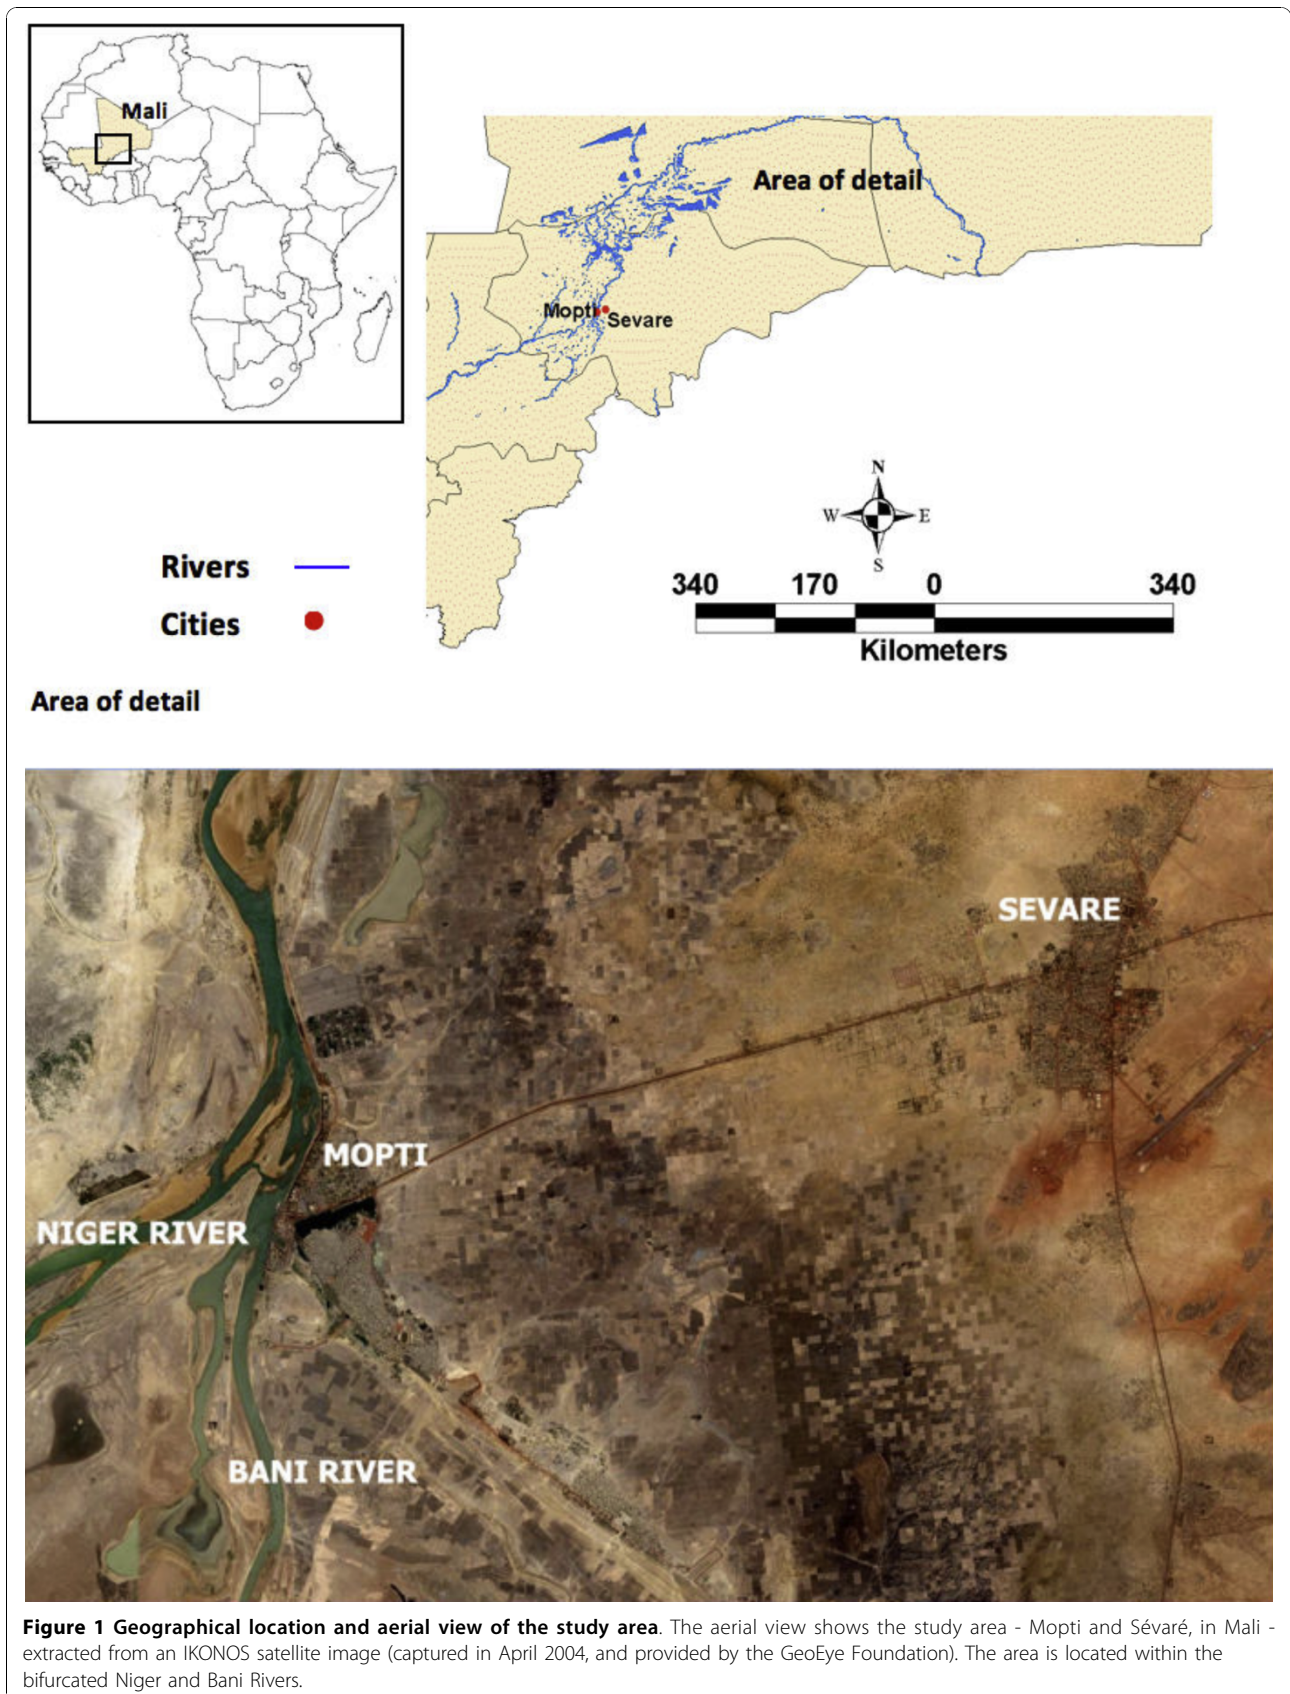 Mali
Area of detail
Mopti
Sevare
N
W E
S
Rivers
Cities
340 170 0 340
Kilometers
Area of detail
SEVARE
MOPTI
NIGER RIVER
BANI RIVER
Figure 1 Geographical location and aerial view of the study area. The aerial view shows the study area - Mopti and Sévaré, in Mali -
extracted from an IKONOS satellite image (captured in April 2004, and provided by the GeoEye Foundation). The area is located within the
bifurcated Niger and Bani Rivers.